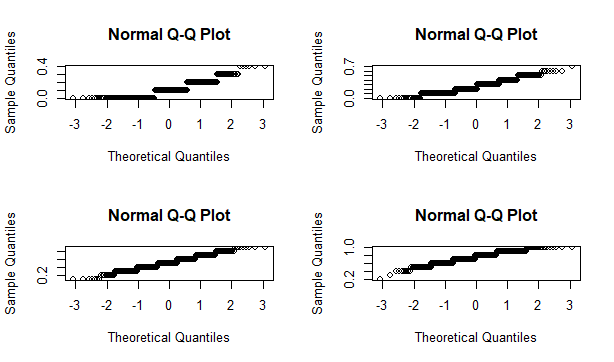 Normal Q-Q Plot
Sample Quantiles
0.0 0.4
-3 -2 -1 0 1 2 3
Theoretical Quantiles
Normal Q-Q Plot
Sample Quantiles
0.0 0.7
-3 -2 -1 0 1 2 3
Theoretical Quantiles
Normal Q-Q Plot
Sample Quantiles
0.2
-3 -2 -1 0 1 2 3
Theoretical Quantiles
Normal Q-Q Plot
Sample Quantiles
0.2 1.0
-3 -2 -1 0 1 2 3
Theoretical Quantiles